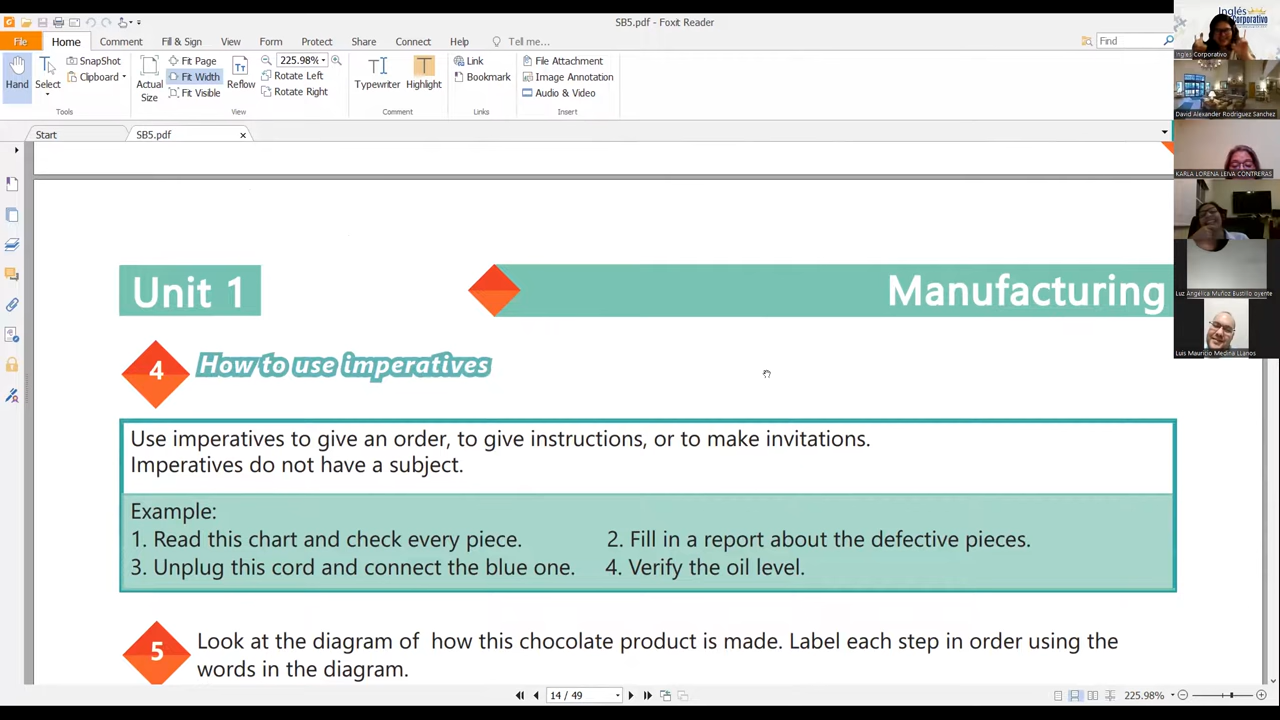 SB5.pdf - Foxit Reader
Inglés
Corporativo
File Home Comment Fill & Sign View Form Protect Share Connect Help Tell me... Find
Hand
Select
SnapShot
Clipboard
Actual
Size
Fit Page
Fit Width
Fit Visible
Reflow
225.98%
Rotate Left
Rotate Right
Typewriter
Highlight
Links
Bookmark
File Attachment
Image Annotation
Audio & Video
Tools
View
Comment
Links
Insert
Start
SB5.pdf
Inglés Corporativo
David Alexander Rodriguez Sanchez
KARLA LORENA LEIVA CONTRERAS
Luz Angélica Muñoz Bustillo oyente
Luis Mauricio Medina LLanos
Unit 1
Manufacturing
4 How to use imperatives
Use imperatives to give an order, to give instructions, or to make invitations.
Imperatives do not have a subject.
Example:
1. Read this chart and check every piece. 2. Fill in a report about the defective pieces.
3. Unplug this cord and connect the blue one. 4. Verify the oil level.
5 Look at the diagram of how this chocolate product is made. Label each step in order using the
words in the diagram.
14 / 49
225.98%